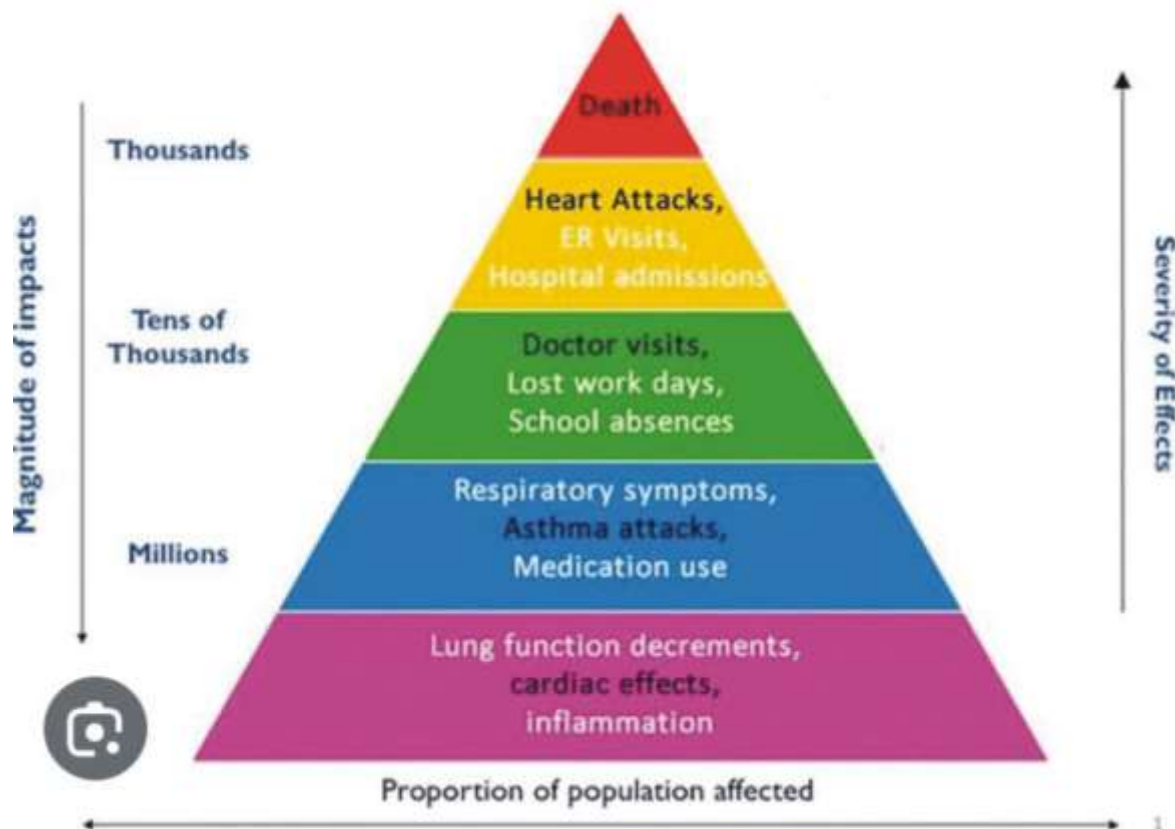 Death
Thousands
Heart Attacks,
ER Visits,
Hospital admissions
Tens of
Thousands
Doctor visits,
Lost work days,
School absences
Respiratory symptoms,
Asthma attacks,
Medication use
Millions
Lung function decrements,
cardiac effects,
inflammation
Magnitude of impacts
Severity of Effects
Proportion of population affected
1